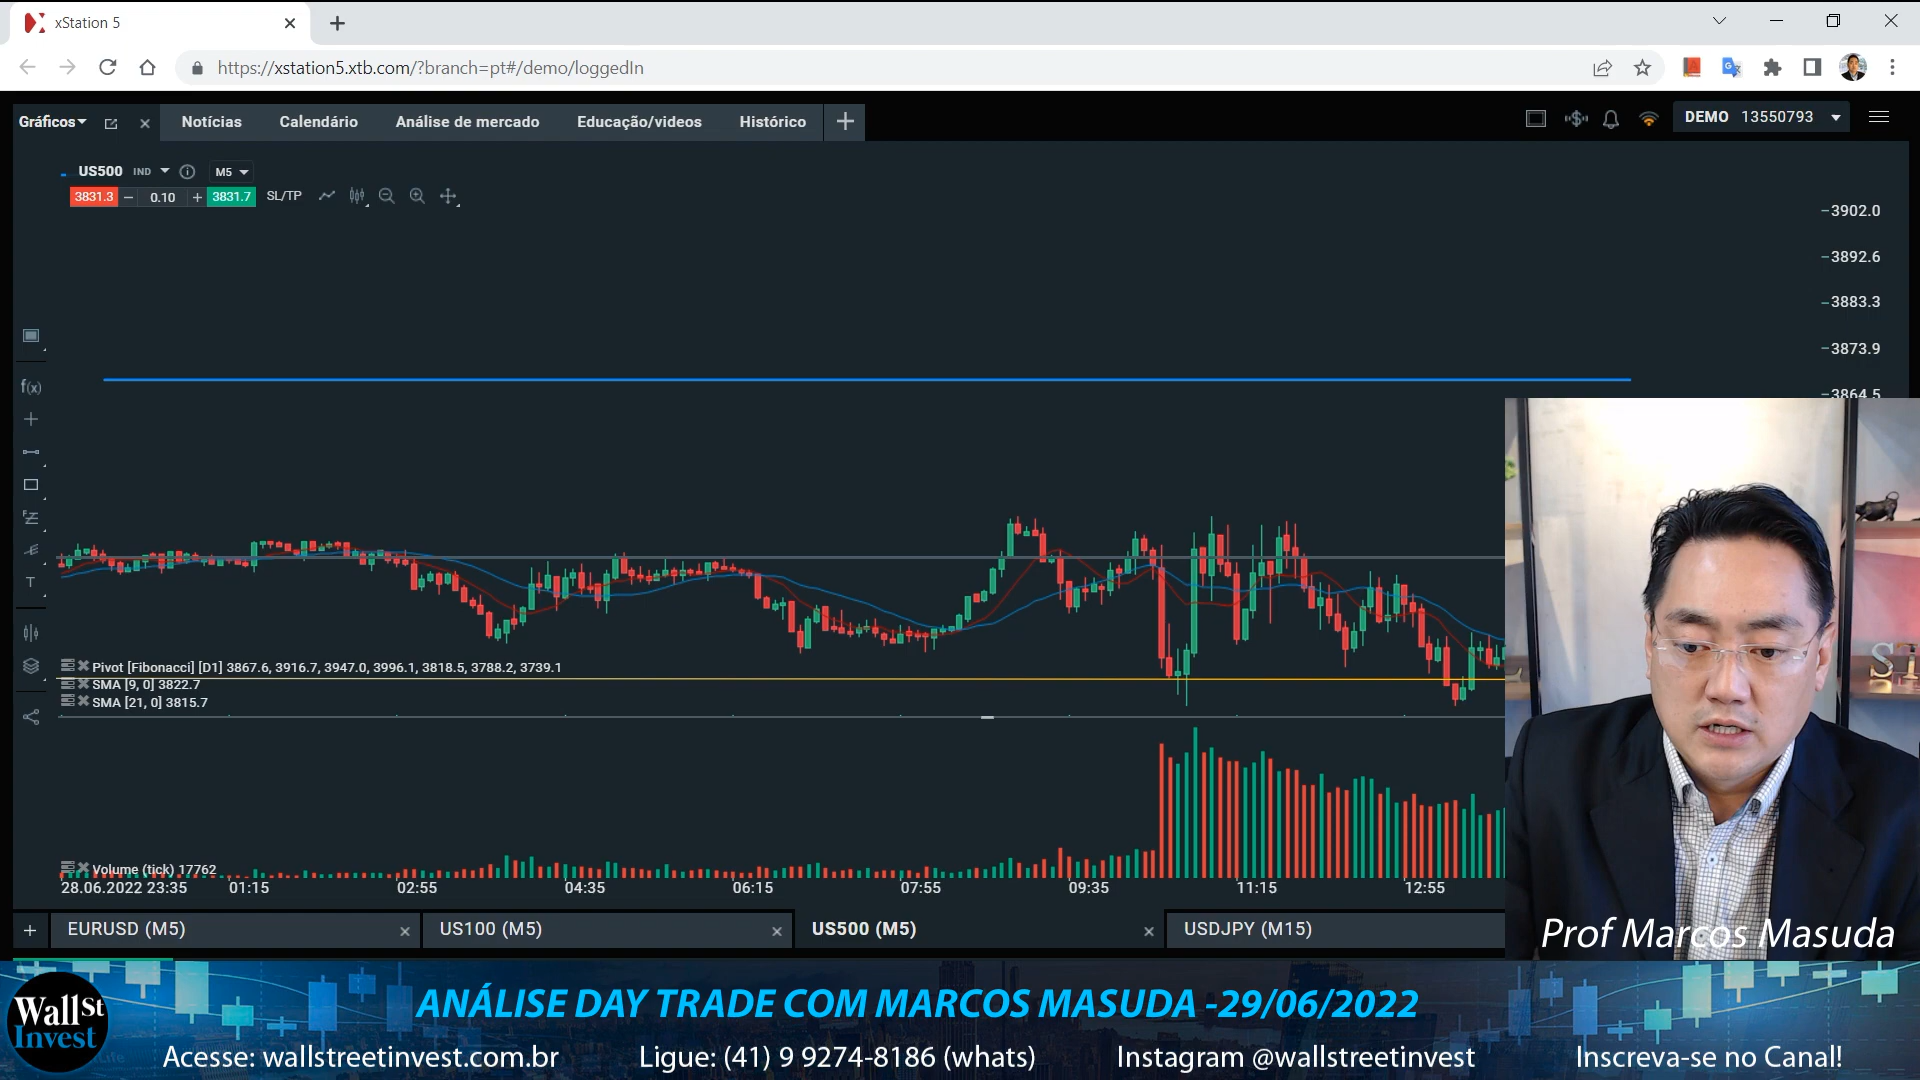 xStation 5
https://xstation5.xtb.com/?branch=pt#/demo/loggedIn
Gráficos
Notícias
Calendário
Análise de mercado
Educação/videos
Histórico
DEMO 13550793
US500 IND
M5
3831.3
0.10
3831.7
SL/TP
3902.0
3892.6
3883.3
3873.9
3864.5
f(x)
T
Pivot [Fibonacci] [D1] 3867.6, 3916.7, 3947.0, 3996.1, 3818.5, 3788.2, 3739.1
SMA [9, 0] 3822.7
SMA [21, 0] 3815.7
Volume (tick) 17762
28.06.2022 23:35
01:15
02:55
04:35
06:15
07:55
09:35
11:15
12:55
EURUSD (M5)
US100 (M5)
US500 (M5)
USDJPY (M15)
Prof Marcos Masuda
Wall St
Invest
ANÁLISE DAY TRADE COM MARCOS MASUDA -29/06/2022
Acesse: wallstreetinvest.com.br
Ligue: (41) 9 9274-8186 (whats)
Instagram @wallstreetinvest
Inscreva-se no Canal!